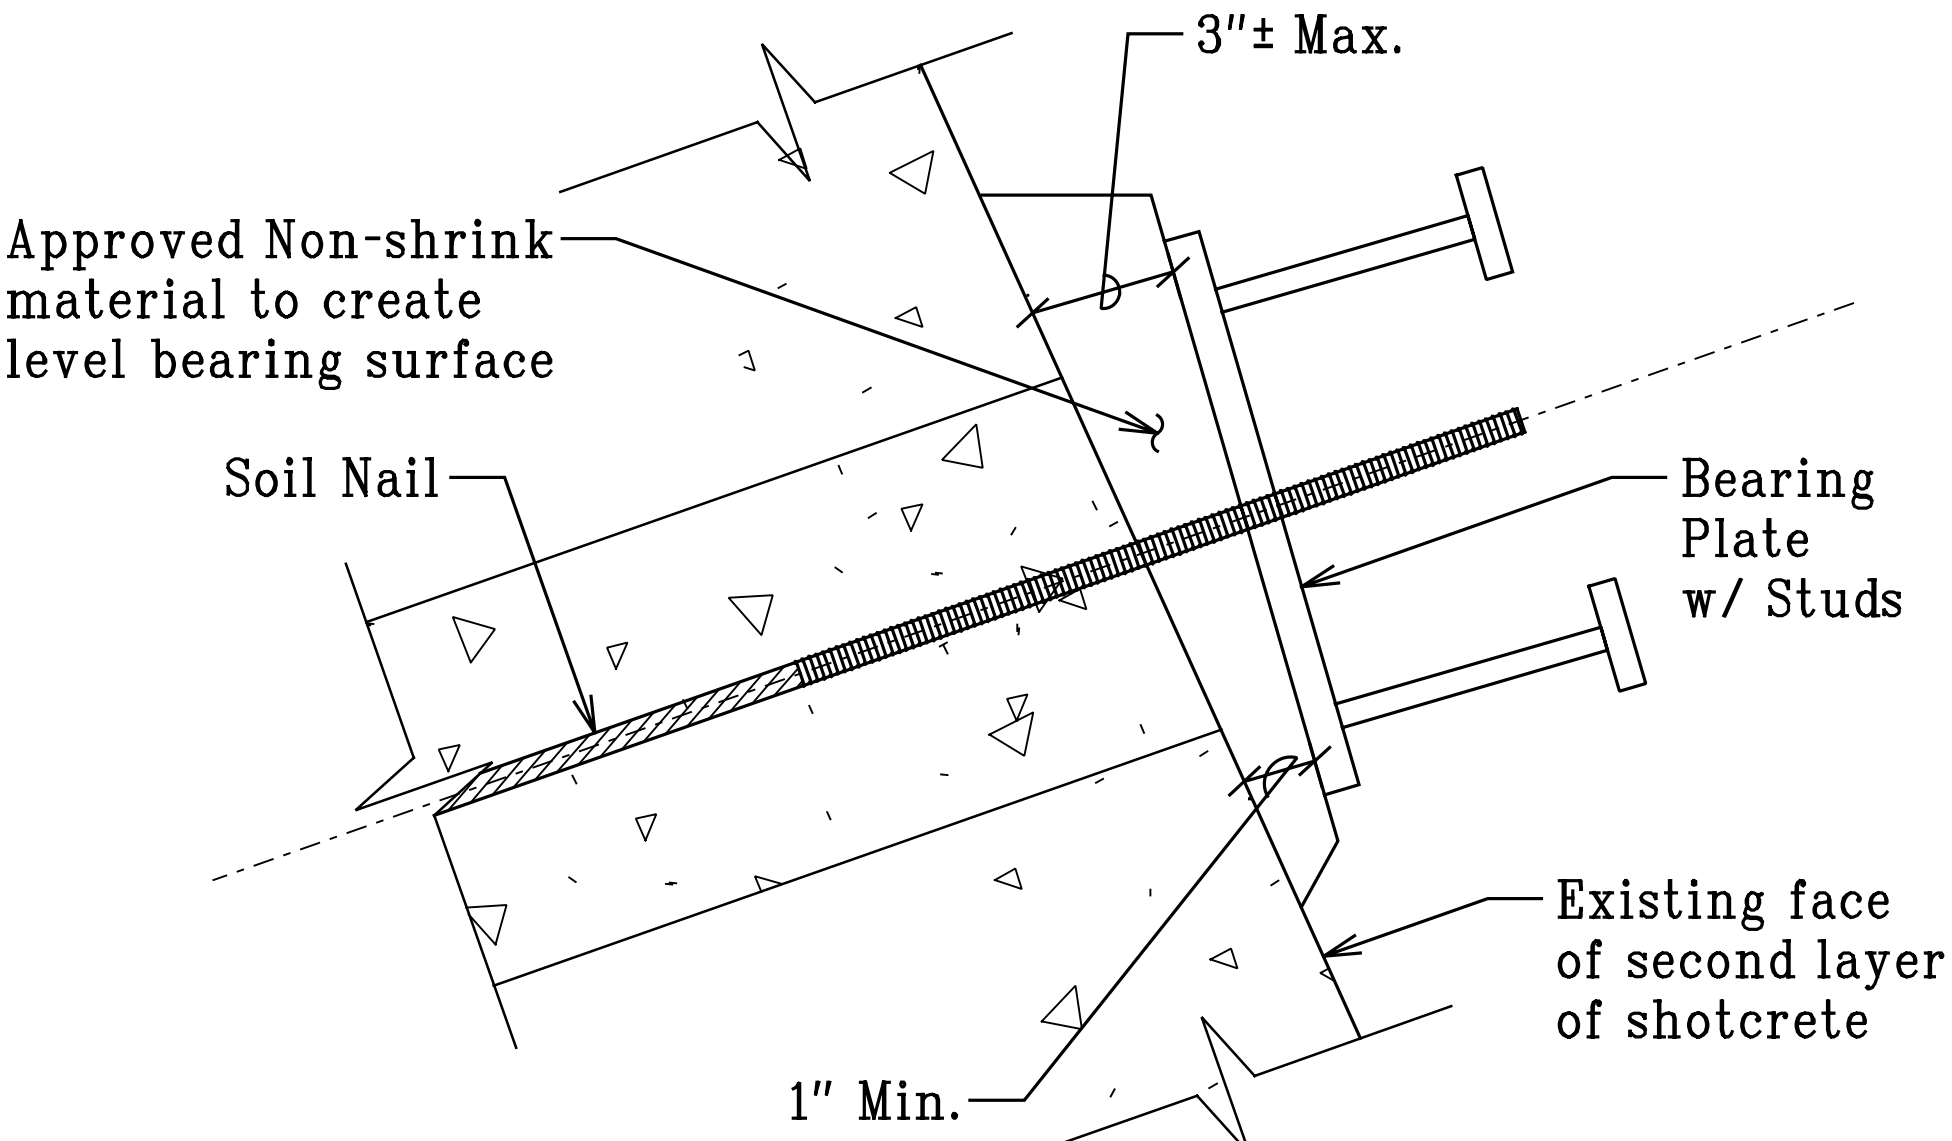 3"± Max.
Approved Non-shrink
material to create
level bearing surface
Soil Nail
Bearing
Plate
w/ Studs
Existing face
of second layer
of shotcrete
1" Min.